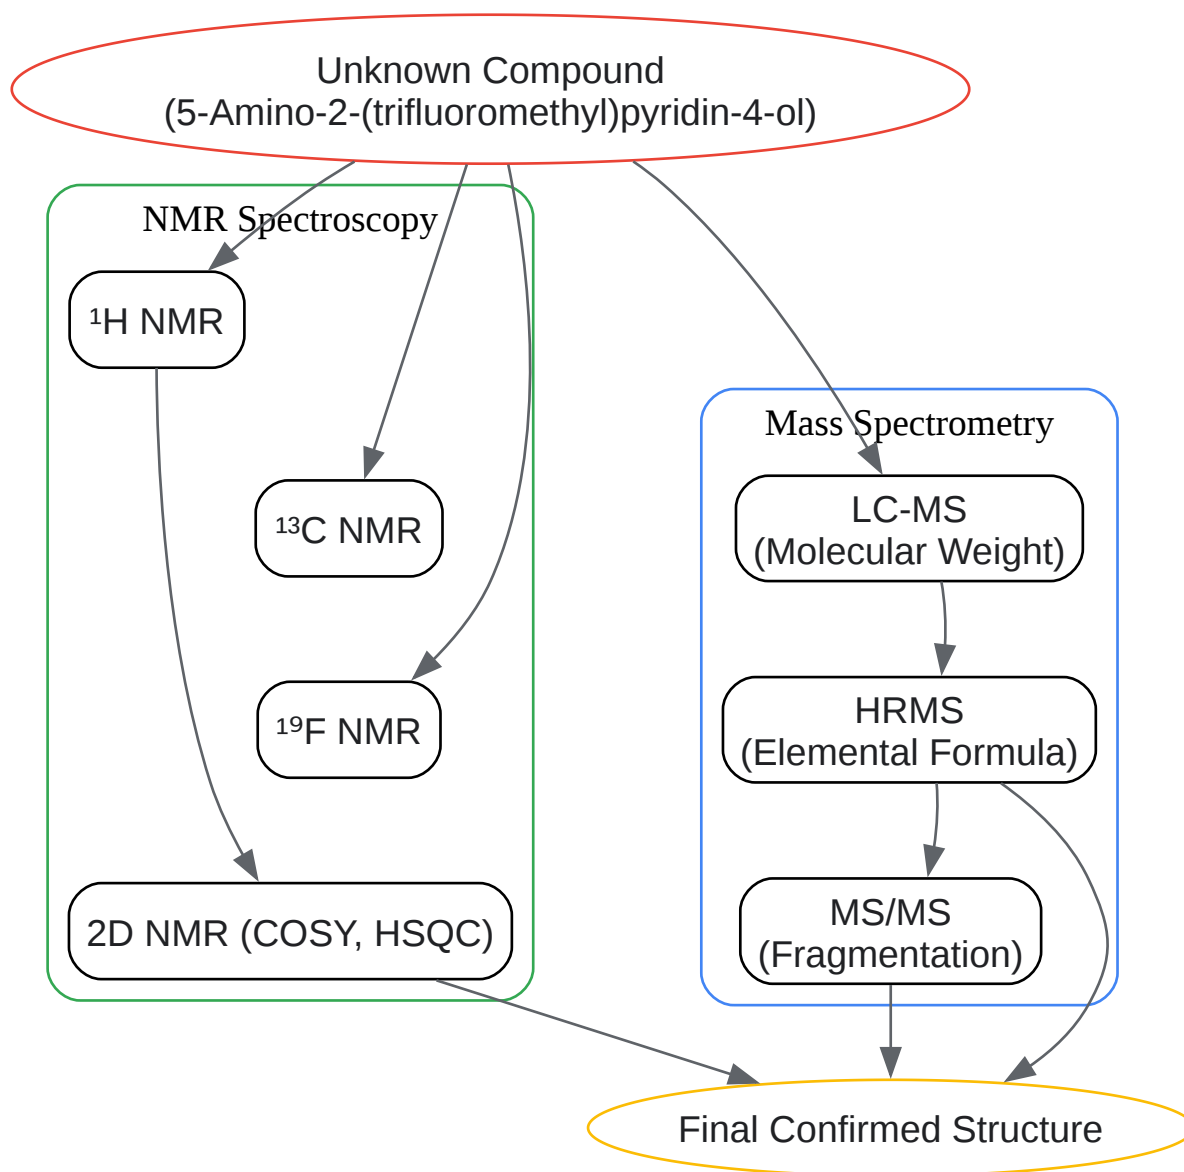 Unknown Compound
(5-Amino-2-(trifluoromethyl)pyridin-4-ol)
NMR Spectroscopy
¹H NMR
¹³C NMR
¹⁹F NMR
2D NMR (COSY, HSQC)
Mass Spectrometry
LC-MS
(Molecular Weight)
HRMS
(Elemental Formula)
MS/MS
(Fragmentation)
Final Confirmed Structure